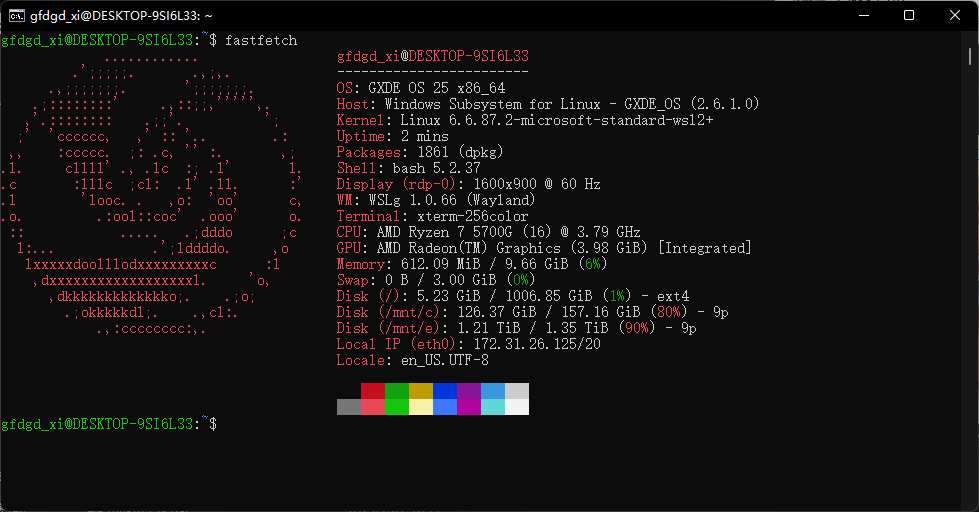 gfdgd_xi@DESKTOP-9SI6L33: ~
gfdgd_xi@DESKTOP-9SI6L33:~$ fastfetch
gfdgd_xi@DESKTOP-9SI6L33
------------------------
OS: GXDE OS 25 x86_64
Host: Windows Subsystem for Linux - GXDE_OS (2.6.1.0)
Kernel: Linux 6.6.87.2-microsoft-standard-wsl2+
Uptime: 2 mins
Packages: 1861 (dpkg)
Shell: bash 5.2.37
Display (rdp-0): 1600x900 @ 60 Hz
WM: WSLg 1.0.66 (Wayland)
Terminal: xterm-256color
CPU: AMD Ryzen 7 5700G (16) @ 3.79 GHz
GPU: AMD Radeon(TM) Graphics (3.98 GiB) [Integrated]
Memory: 612.09 MiB / 9.66 GiB (6%)
Swap: 0 B / 3.00 GiB (0%)
Disk (/): 5.23 GiB / 1006.85 GiB (1%) - ext4
Disk (/mnt/c): 126.37 GiB / 157.16 GiB (80%) - 9p
Disk (/mnt/e): 1.21 TiB / 1.35 TiB (90%) - 9p
Local IP (eth0): 172.31.26.125/20
Locale: en_US.UTF-8
gfdgd_xi@DESKTOP-9SI6L33:~$